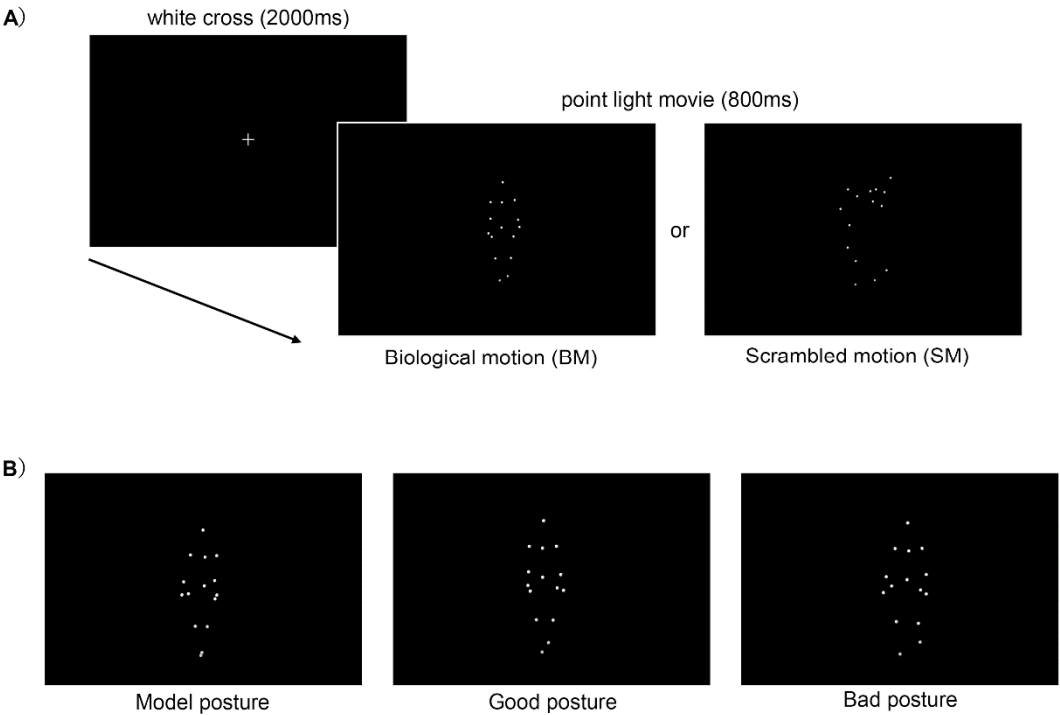 A）
white cross (2000ms)
point light movie (800ms)
or
Biological motion (BM)
Scrambled motion (SM)
B）
Model posture
Good posture
Bad posture